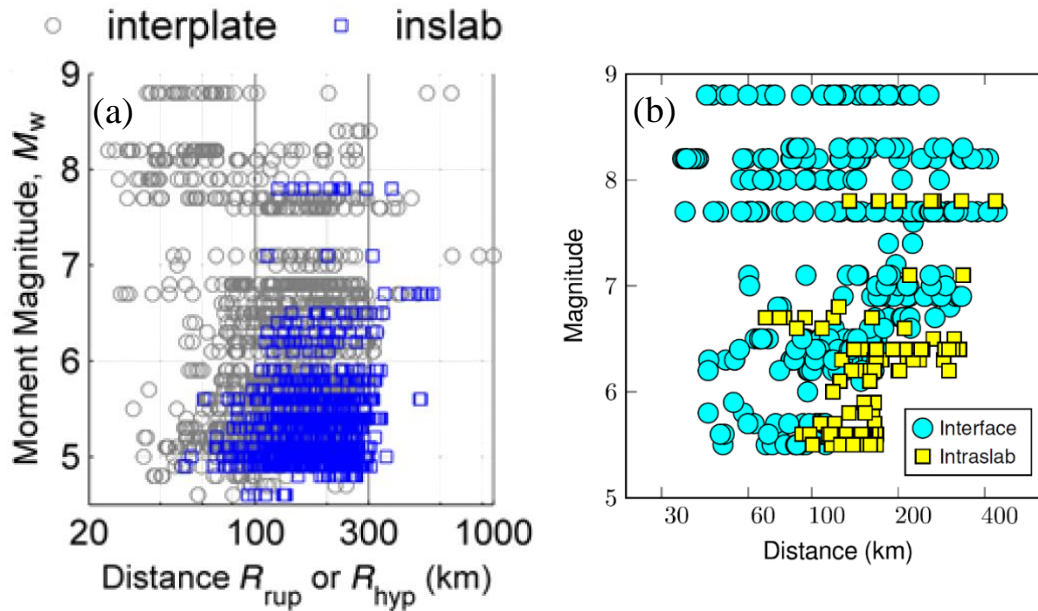 interplate inslab
(a)
Moment Magnitude, Mw
9
8
7
6
5
20 100 300 1000
Distance Rrup or Rhyp (km)
(b)
Magnitude
9
8
7
6
5
Interface
Intraslab
30 60 100 200 400
Distance (km)